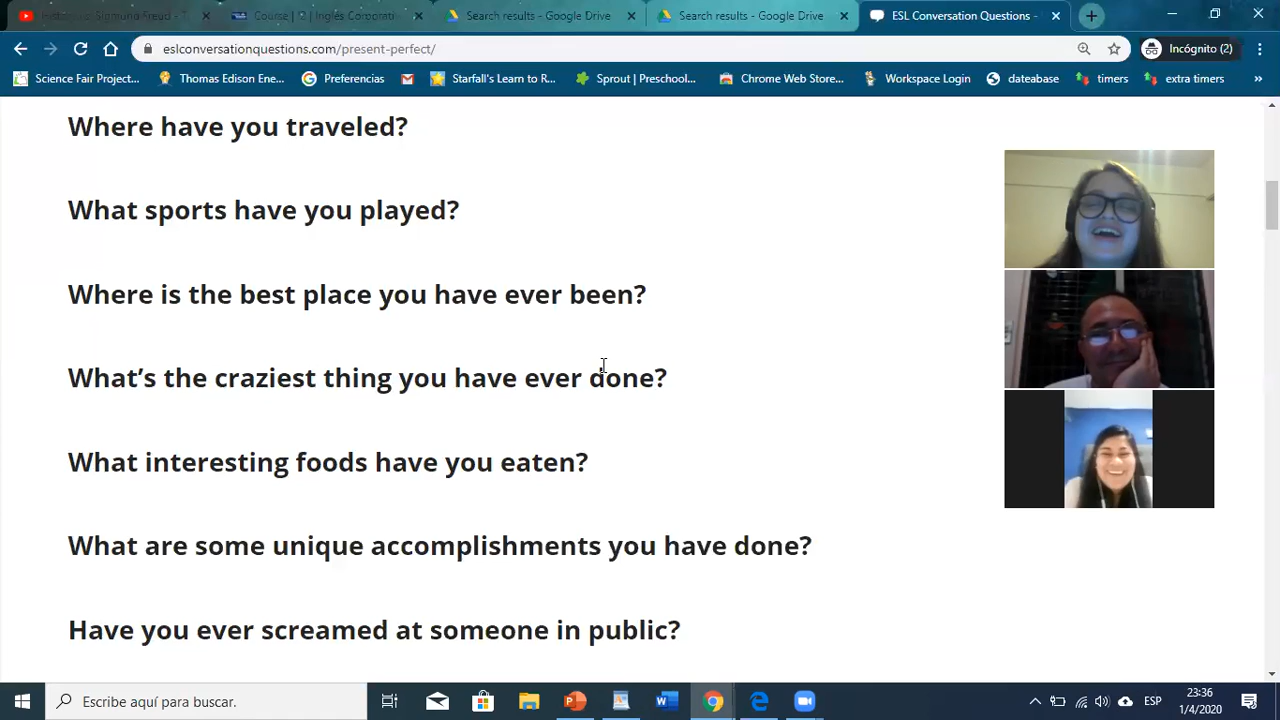 Sigmund Freud - T
Course | Inglés Corporati
Search results - Google Drive
Search results - Google Drive
ESL Conversation Questions -
eslconversationquestions.com/present-perfect/
Incógnito (2)
Science Fair Project...
Thomas Edison Ene...
Preferencias
Starfall's Learn to R...
Sprout | Preschool...
Chrome Web Store...
Workspace Login
dateabase
timers
extra timers
Where have you traveled?
What sports have you played?
Where is the best place you have ever been?
What’s the craziest thing you have ever done?
What interesting foods have you eaten?
What are some unique accomplishments you have done?
Have you ever screamed at someone in public?
Escribe aquí para buscar.
ESP
23:36
1/4/2020